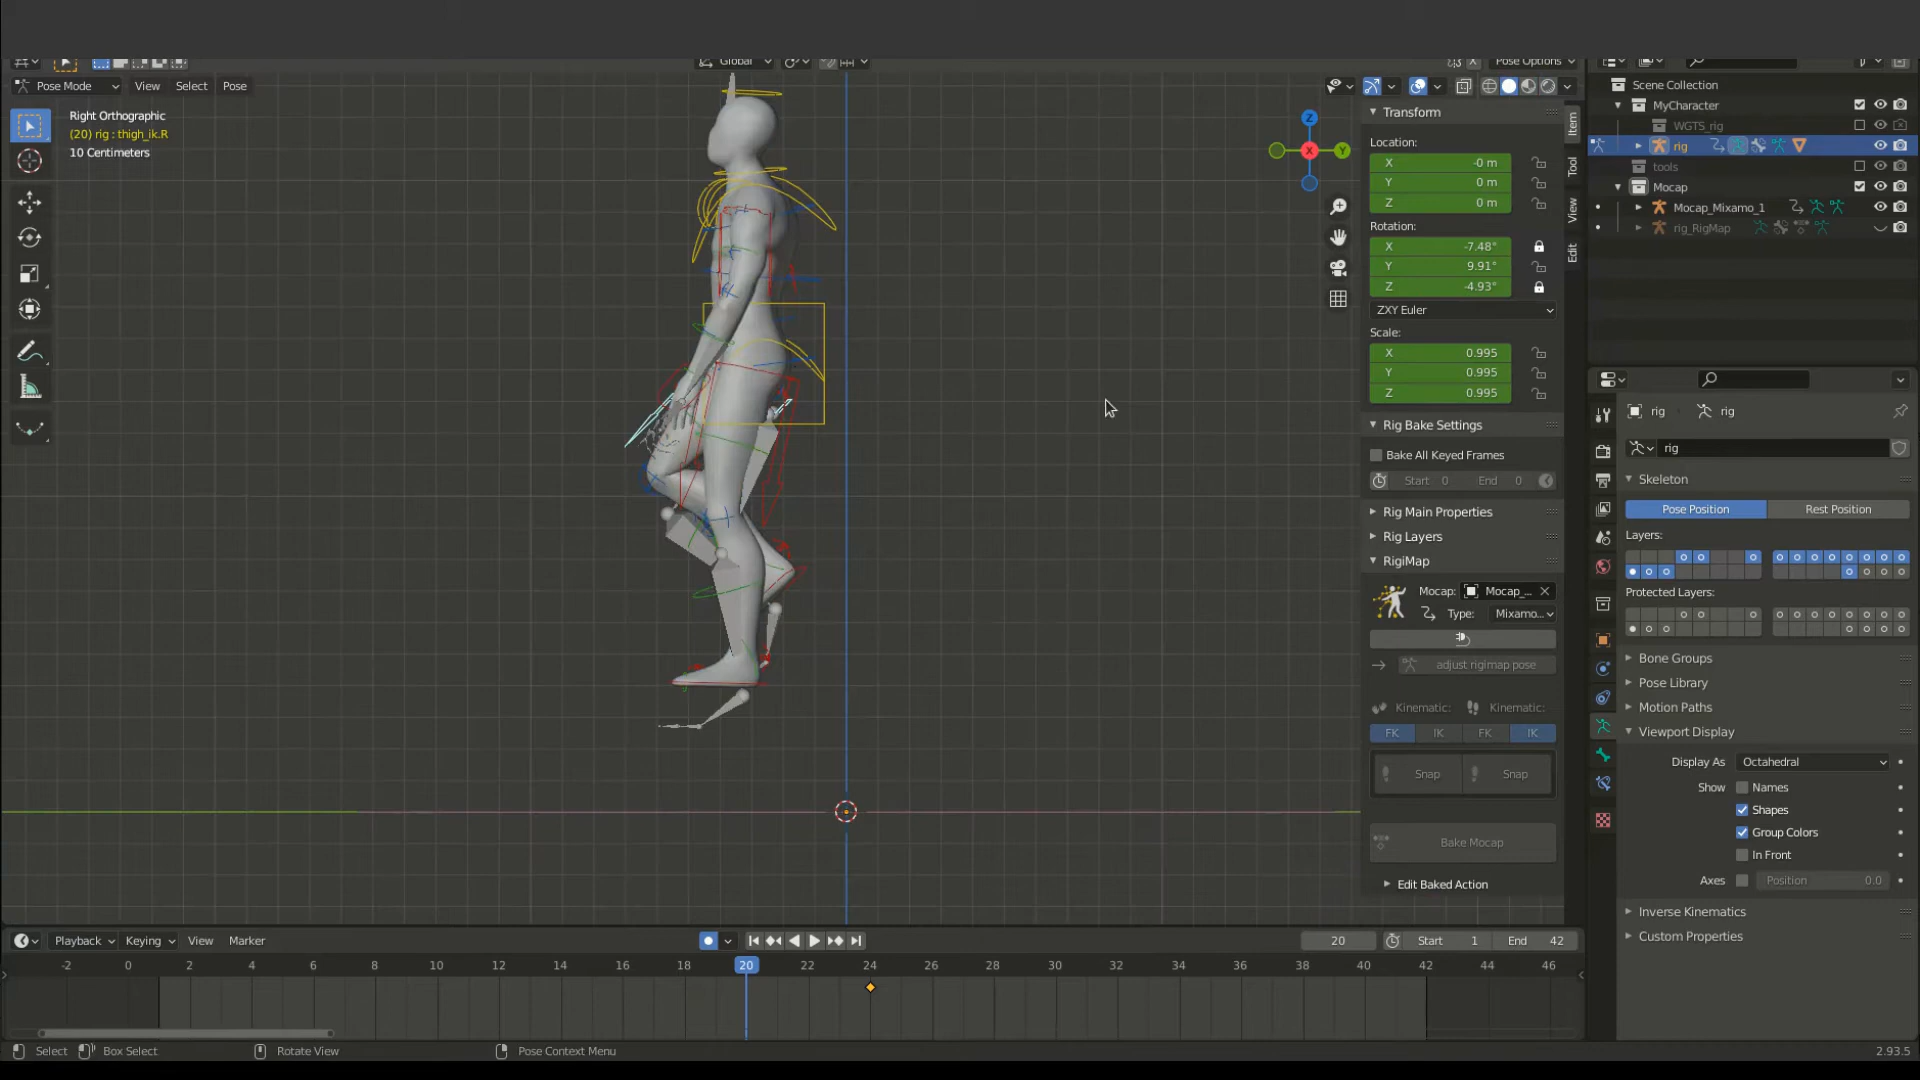 Global
Pose Options
Pose Mode
View
Select
Pose
Right Orthographic
(20) rig : thigh_ik.R
10 Centimeters
Z
X
Y
Transform
Location:
X -0 m
Y 0 m
Z 0 m
Rotation:
X -7.48°
Y 9.91°
Z -4.93°
ZXY Euler
Scale:
X 0.995
Y 0.995
Z 0.995
Rig Bake Settings
Bake All Keyed Frames
Start 0 End 0
Rig Main Properties
Rig Layers
RigiMap
Mocap: Mocap_...
Type: Mixamo...
adjust rigimap pose
Kinematic: Kinematic:
FK IK FK IK
Snap Snap
Bake Mocap
Edit Baked Action
Item
Tool
View
Edit
Scene Collection
MyCharacter
WGTS_rig
rig
tools
Mocap
Mocap_Mixamo_1
rig_RigMap
rig rig
rig
Skeleton
Pose Position Rest Position
Layers:
Protected Layers:
Bone Groups
Pose Library
Motion Paths
Viewport Display
Display As Octahedral
Show Names
Shapes
Group Colors
In Front
Axes Position 0.0
Inverse Kinematics
Custom Properties
Playback Keying View Marker
20 Start 1 End 42
-2 0 2 4 6 8 10 12 14 16 18 20 22 24 26 28 30 32 34 36 38 40 42 44 46
Select Box Select Rotate View Pose Context Menu 2.93.5